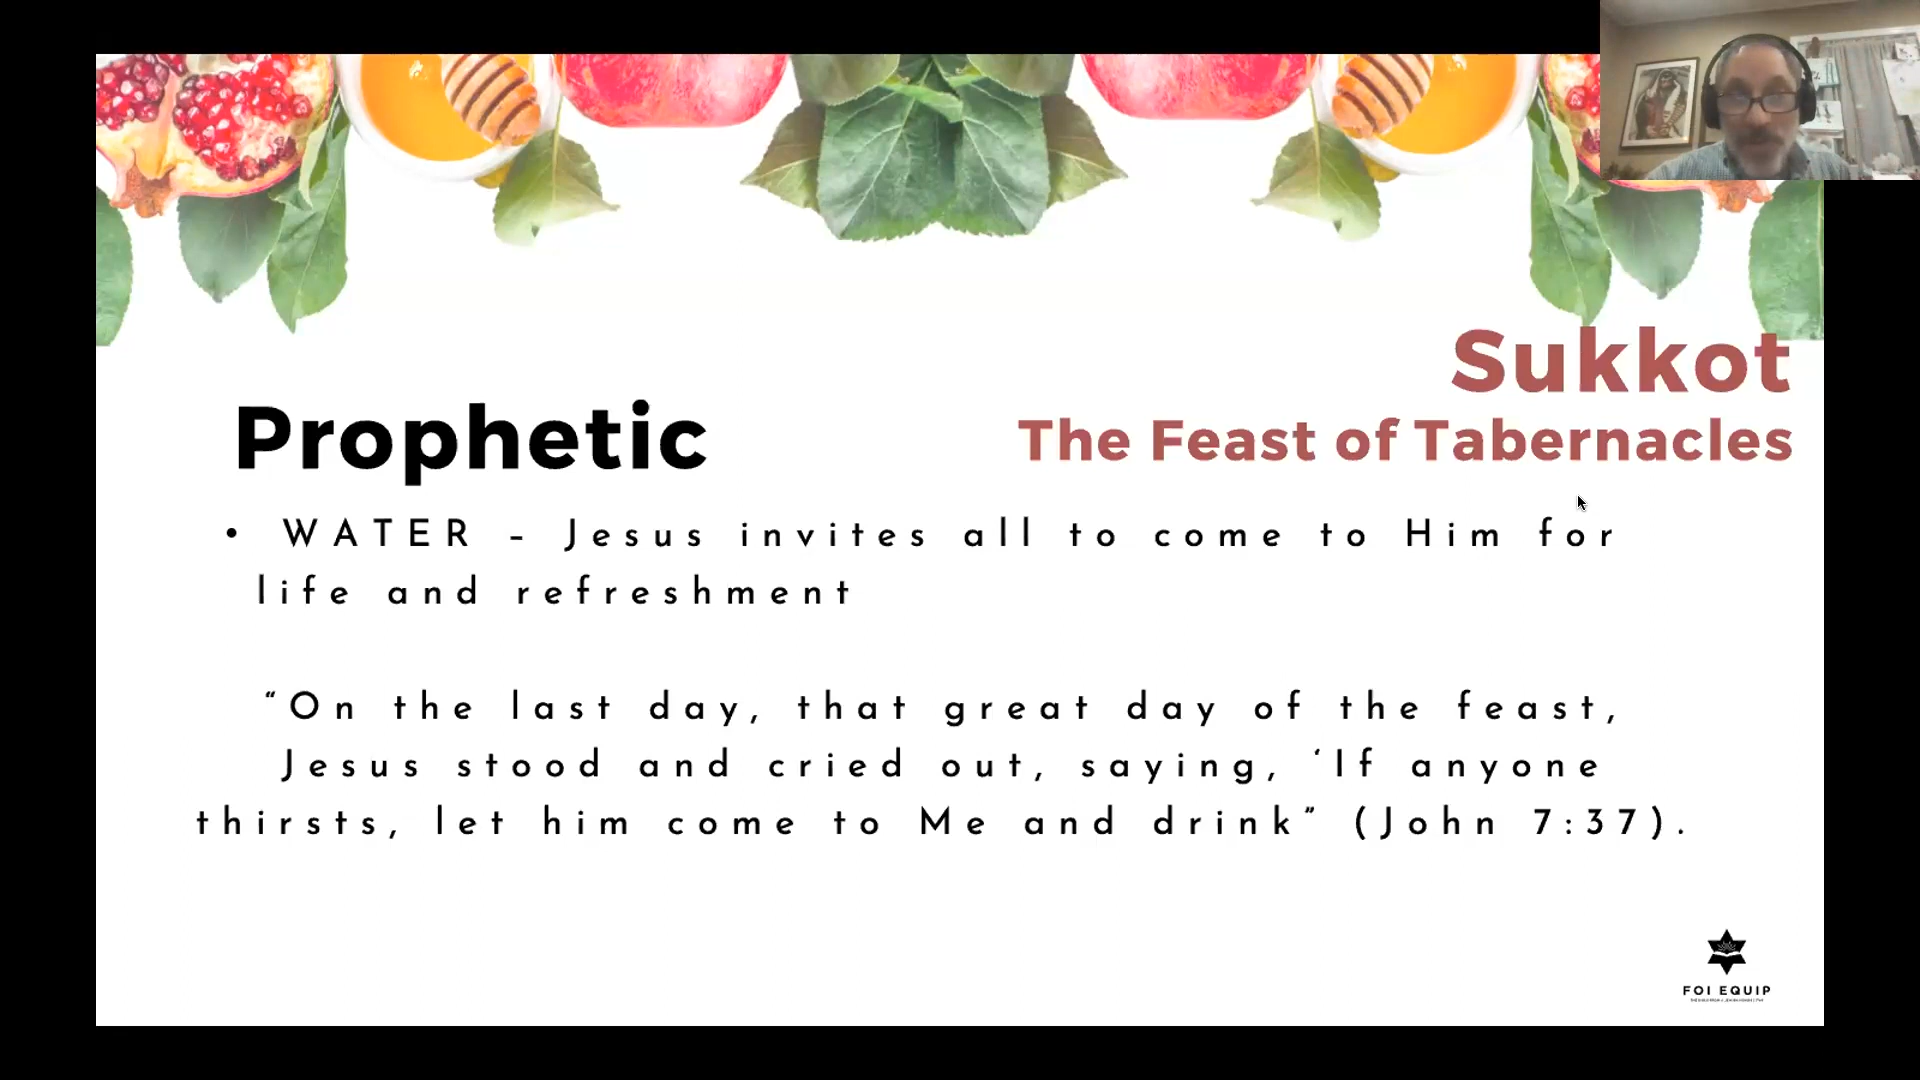 Sukkot
The Feast of Tabernacles
Prophetic
• WATER – Jesus invites all to come to Him for
life and refreshment
“On the last day, that great day of the feast,
Jesus stood and cried out, saying, ‘If anyone
thirsts, let him come to Me and drink” (John 7:37).
FOI EQUIP